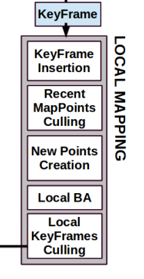 KeyFrame
LOCAL MAPPING
KeyFrame
Insertion
Recent
MapPoints
Culling
New Points
Creation
Local BA
Local
KeyFrames
Culling